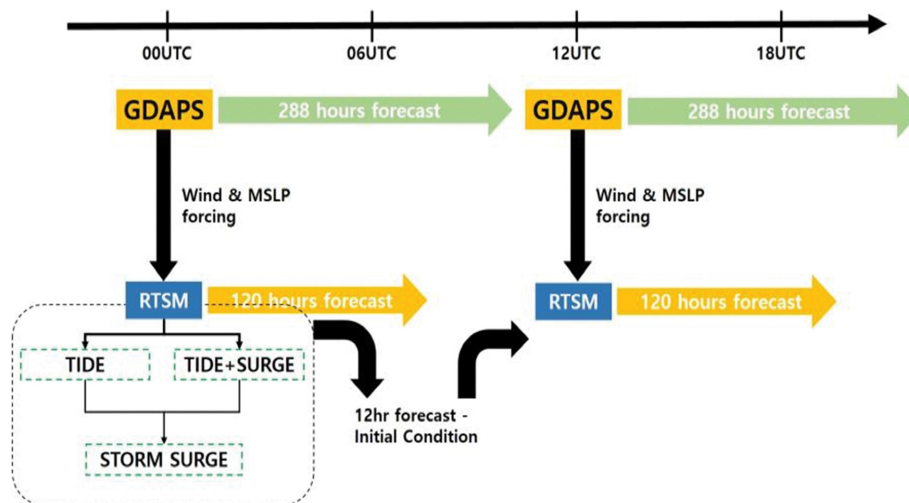 00UTC 06UTC 12UTC 18UTC
GDAPS 288 hours forecast GDAPS 288 hours forecast
Wind & MSLP
forcing
Wind & MSLP
forcing
RTSM 120 hours forecast RTSM 120 hours forecast
TIDE TIDE+SURGE
12hr forecast -
Initial Condition
STORM SURGE